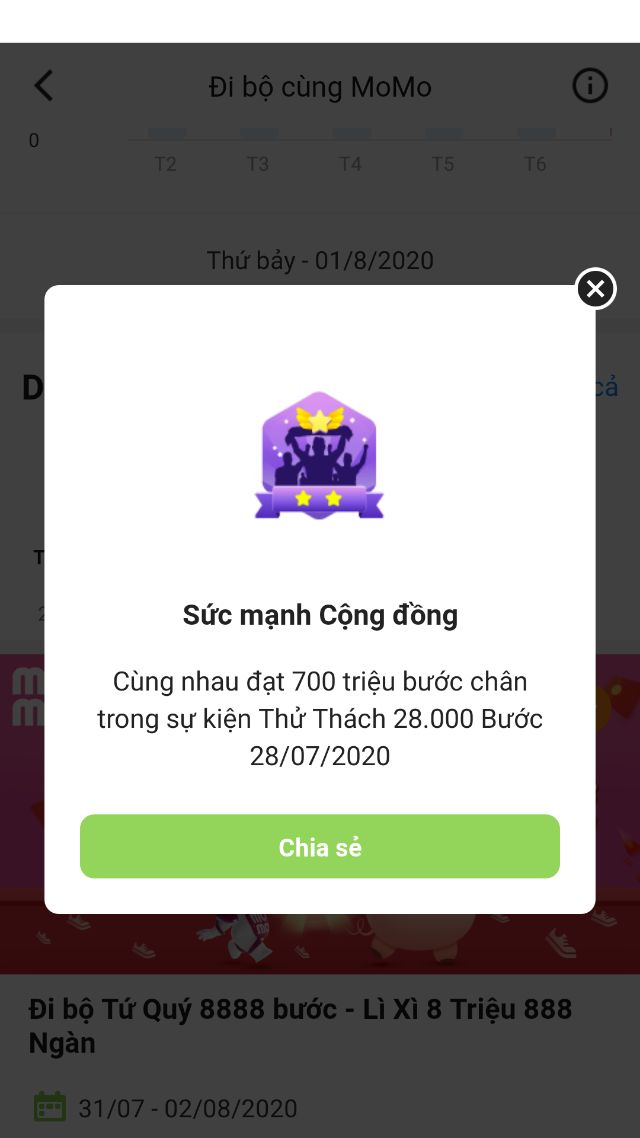 Đi bộ cùng MoMo
0
T2 T3 T4 T5 T6
Thứ bảy - 01/8/2020
Sức mạnh Cộng đồng
Cùng nhau đạt 700 triệu bước chân
trong sự kiện Thử Thách 28.000 Bước
28/07/2020
Chia sẻ
Đi bộ Tứ Quý 8888 bước - Lì Xì 8 Triệu 888
Ngàn
31/07 - 02/08/2020